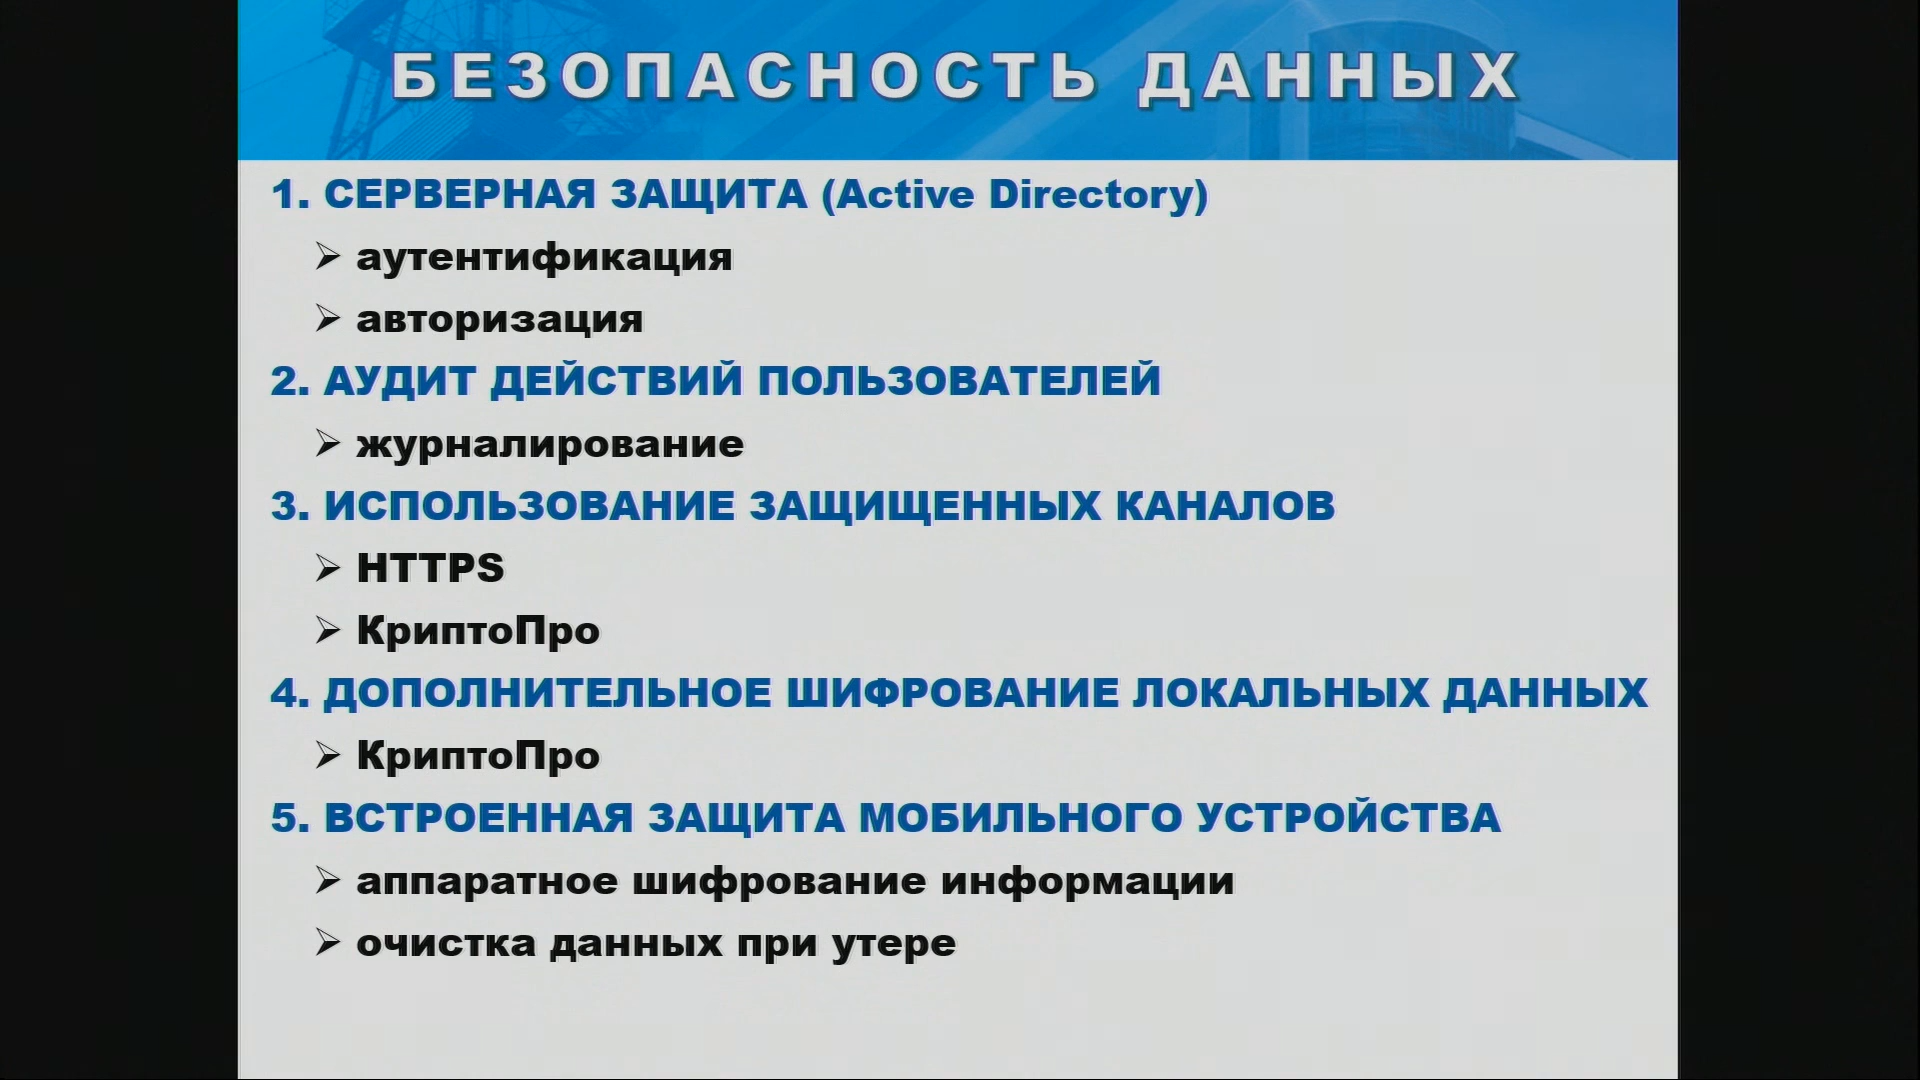 БЕЗОПАСНОСТЬ ДАННЫХ
1. СЕРВЕРНАЯ ЗАЩИТА (Active Directory)
➢ аутентификация
➢ авторизация
2. АУДИТ ДЕЙСТВИЙ ПОЛЬЗОВАТЕЛЕЙ
➢ журналирование
3. ИСПОЛЬЗОВАНИЕ ЗАЩИЩЕННЫХ КАНАЛОВ
➢ HTTPS
➢ КриптоПро
4. ДОПОЛНИТЕЛЬНОЕ ШИФРОВАНИЕ ЛОКАЛЬНЫХ ДАННЫХ
➢ КриптоПро
5. ВСТРОЕННАЯ ЗАЩИТА МОБИЛЬНОГО УСТРОЙСТВА
➢ аппаратное шифрование информации
➢ очистка данных при утере